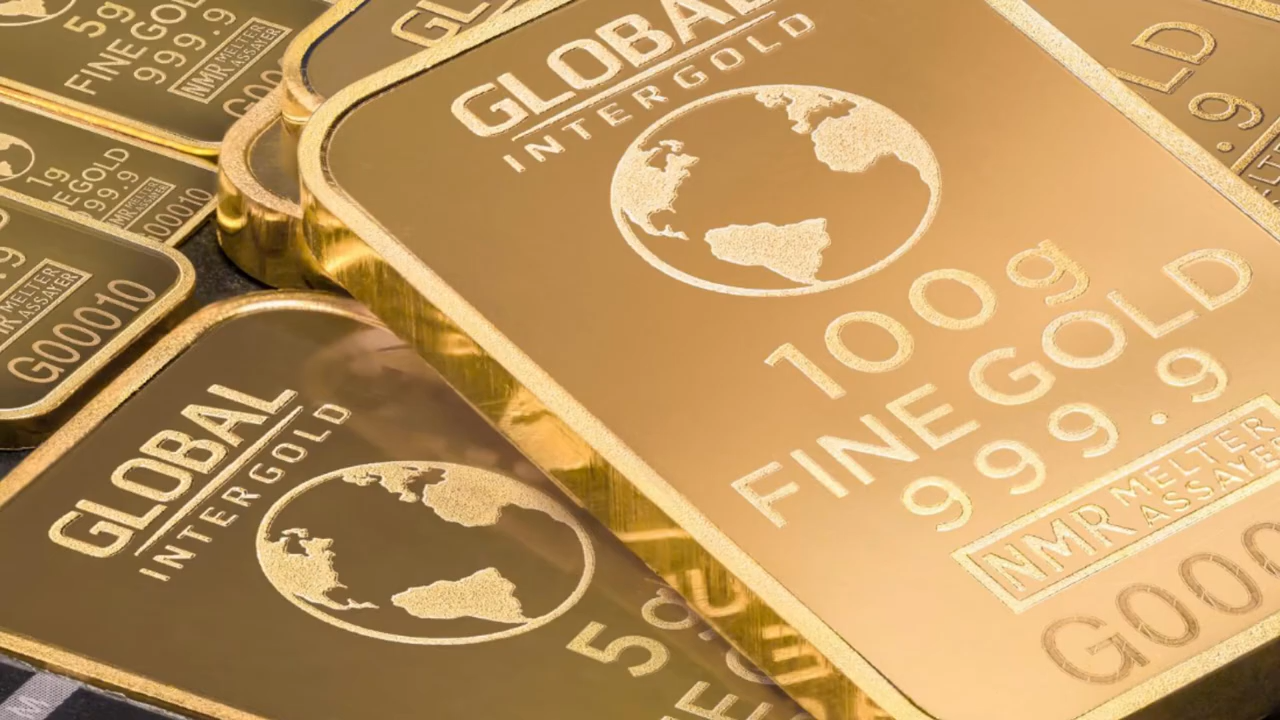 5g
FINE GOLD
999.9
NMR MELTER
ASSAYER
1g
999.9
MELTER
ASSAYER
G00010
GLOBAL
INTERGOLD
100g
FINE GOLD
999.9
NMR MELTER
ASSAYER
GLOBAL
INTERGOLD
5g